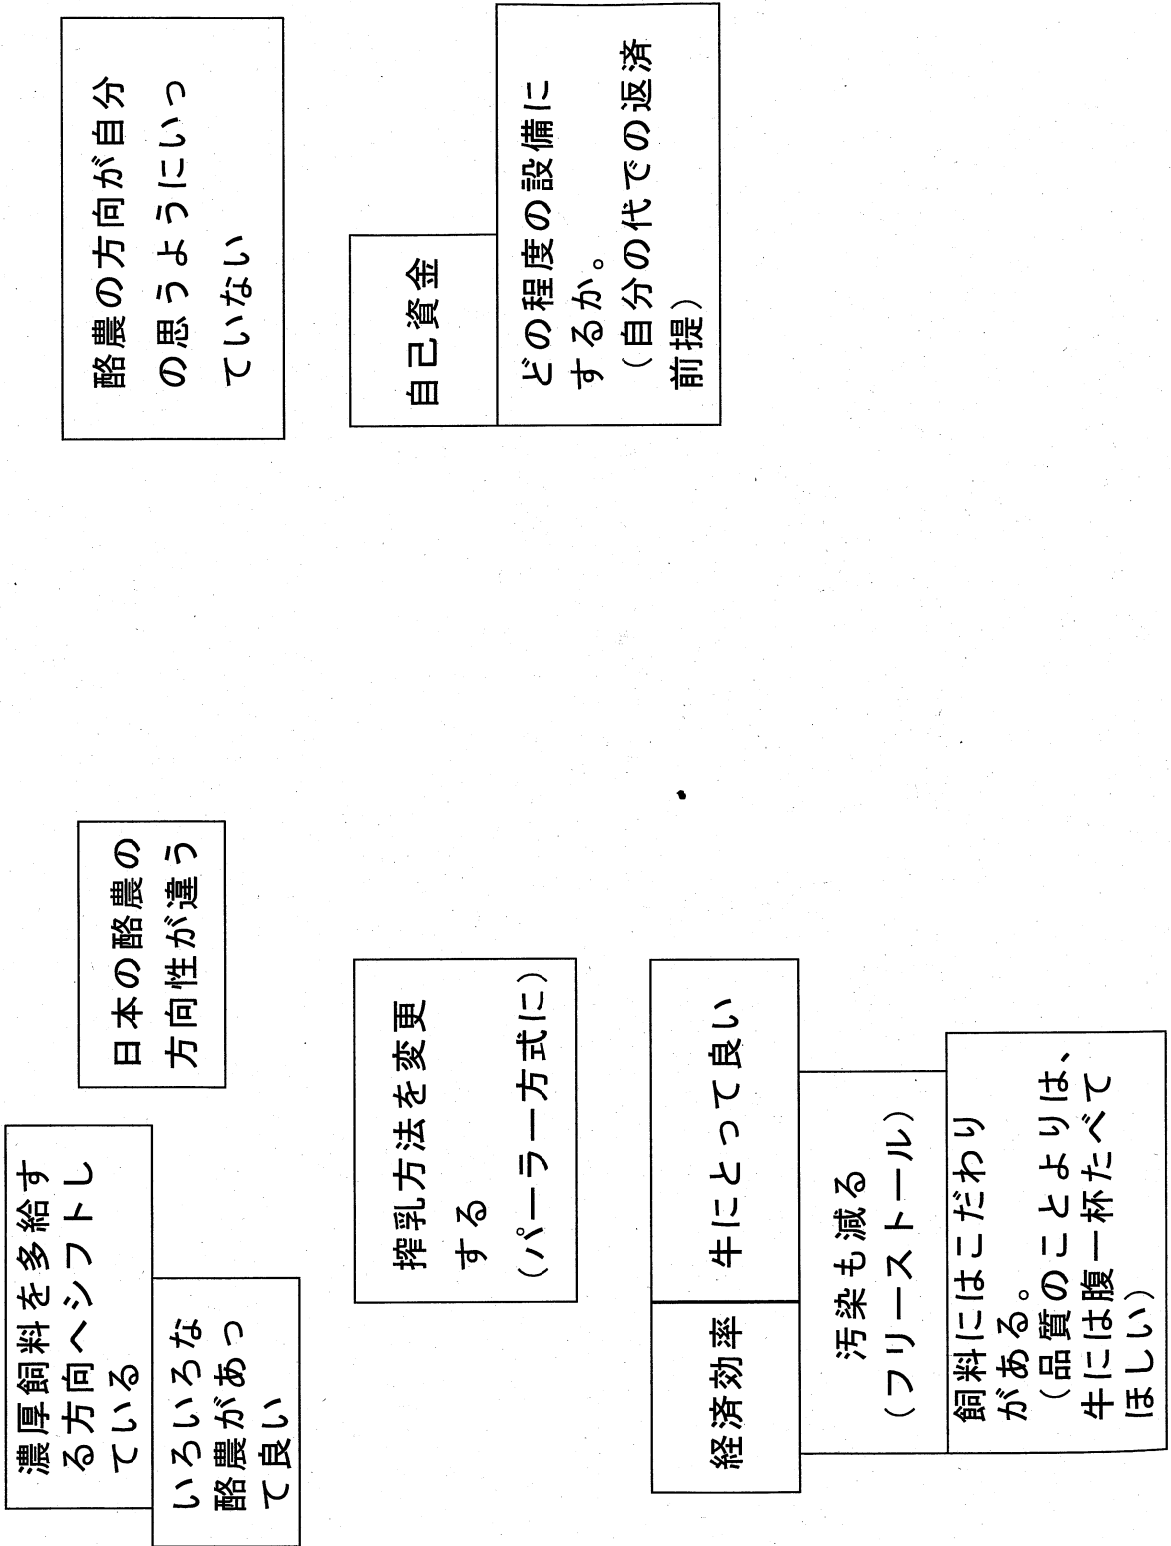 濃厚飼料を多給す
る方向へシフトし
ている
いろいろな
酪農があっ
て良い
日本の酪農の
方向性が違う
酪農の方向が自分
の思うようにいっ
ていない
搾乳方法を変更
する
（パーラー方式に）
自己資金
どの程度の設備に
するか。
（自分の代での返済
前提）
経済効率
牛にとって良い
汚染も減る
（フリーストール）
飼料にはこだわり
がある。
（品質のことよりは、
牛には腹一杯たべて
ほしい）